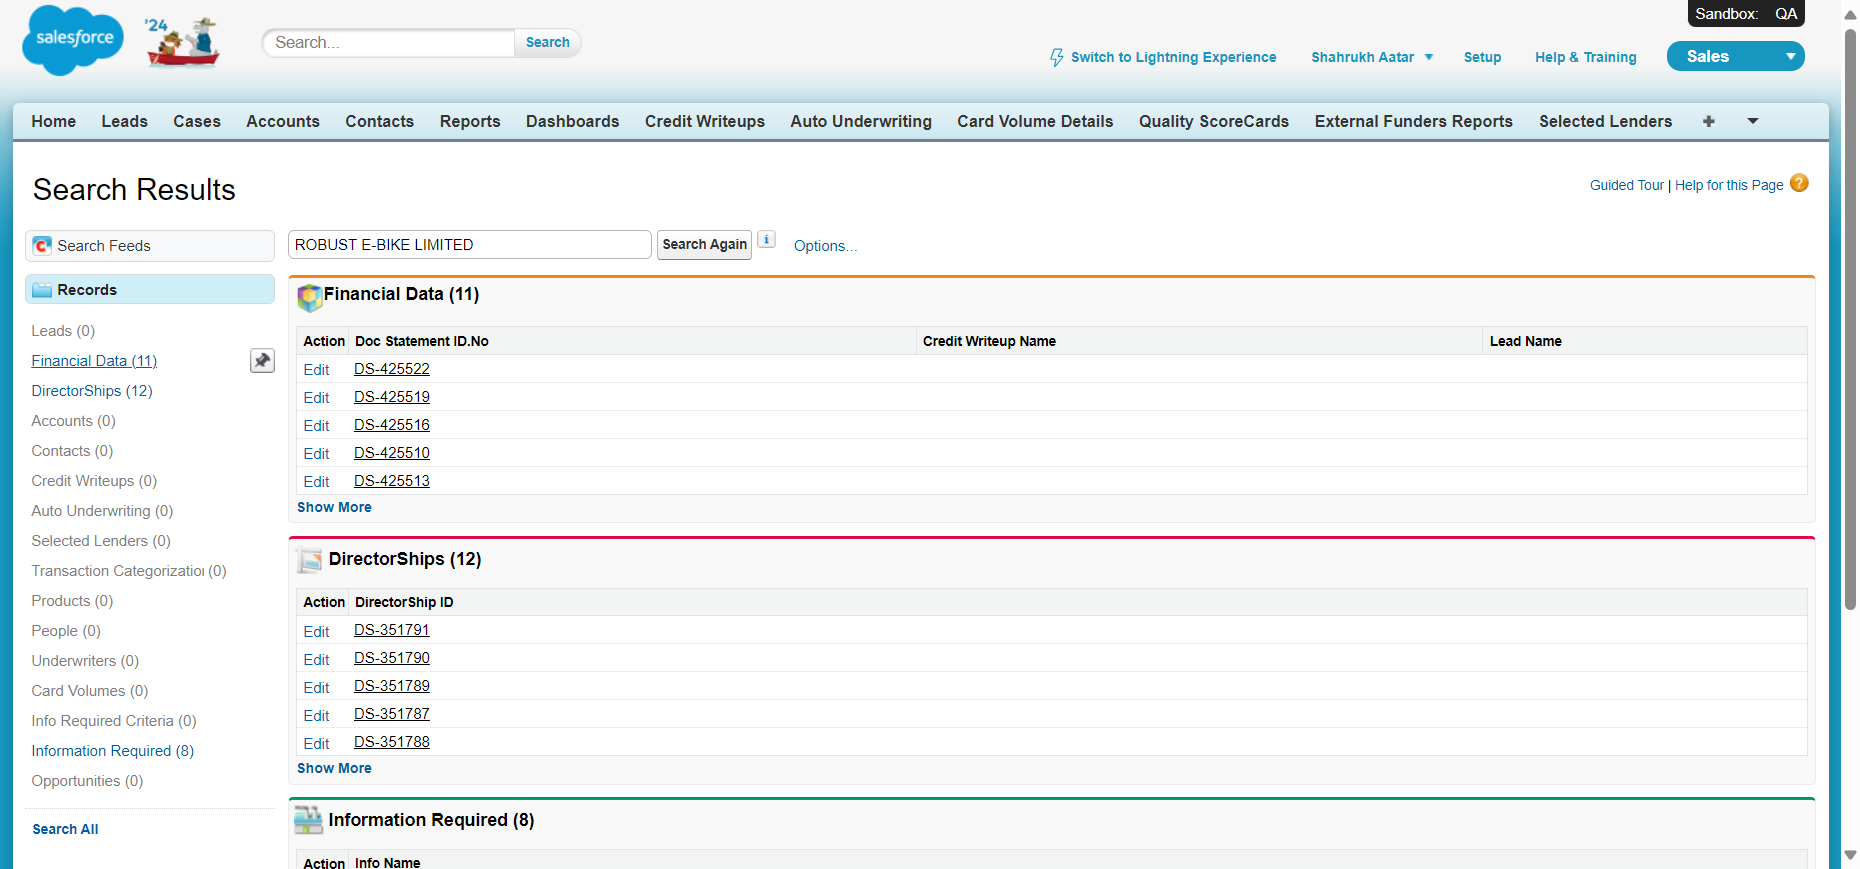 Sandbox: QA
salesforce
'24
Search...
Search
Switch to Lightning Experience
Shahrukh Aatar
Setup
Help & Training
Sales
Home Leads Cases Accounts Contacts Reports Dashboards Credit Writeups Auto Underwriting Card Volume Details Quality ScoreCards External Funders Reports Selected Lenders +
Search Results
Guided Tour | Help for this Page ?
Search Feeds
ROBUST E-BIKE LIMITED
Search Again
i
Options...
Records
Leads (0)
Financial Data (11)
DirectorShips (12)
Accounts (0)
Contacts (0)
Credit Writeups (0)
Auto Underwriting (0)
Selected Lenders (0)
Transaction Categorization (0)
Products (0)
People (0)
Underwriters (0)
Card Volumes (0)
Info Required Criteria (0)
Information Required (8)
Opportunities (0)
Search All
Financial Data (11)
Action Doc Statement ID.No Credit Writeup Name Lead Name
Edit DS-425522
Edit DS-425519
Edit DS-425516
Edit DS-425510
Edit DS-425513
Show More
DirectorShips (12)
Action DirectorShip ID
Edit DS-351791
Edit DS-351790
Edit DS-351789
Edit DS-351787
Edit DS-351788
Show More
Information Required (8)
Action Info Name